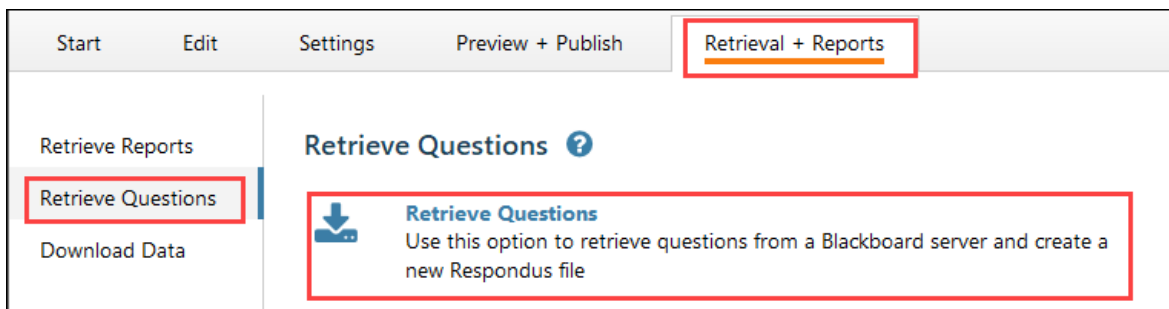 Start Edit Settings Preview + Publish Retrieval + Reports
Retrieve Reports
Retrieve Questions
Download Data
Retrieve Questions ?
Retrieve Questions
Use this option to retrieve questions from a Blackboard server and create a
new Respondus file